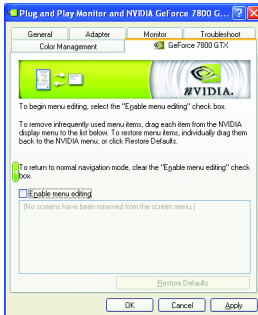 Plug and Play Monitor and NVIDIA GeForce 7800 G...
General Adapter Monitor Troubleshoot
Color Management GeForce 7800 GTX
NVIDIA.
To begin menu editing, select the "Enable menu editing" check box.
To remove infrequently used menu items, drag each item from the NVIDIA
display menu to the list below. To restore menu items, individually drag them
back to the NVIDIA menu, or click Restore Defaults.
To return to normal navigation mode, clear the "Enable menu editing" check
box.
Enable menu editing
(No screens have been removed from the screen menu.)
Restore Defaults
OK Cancel Apply